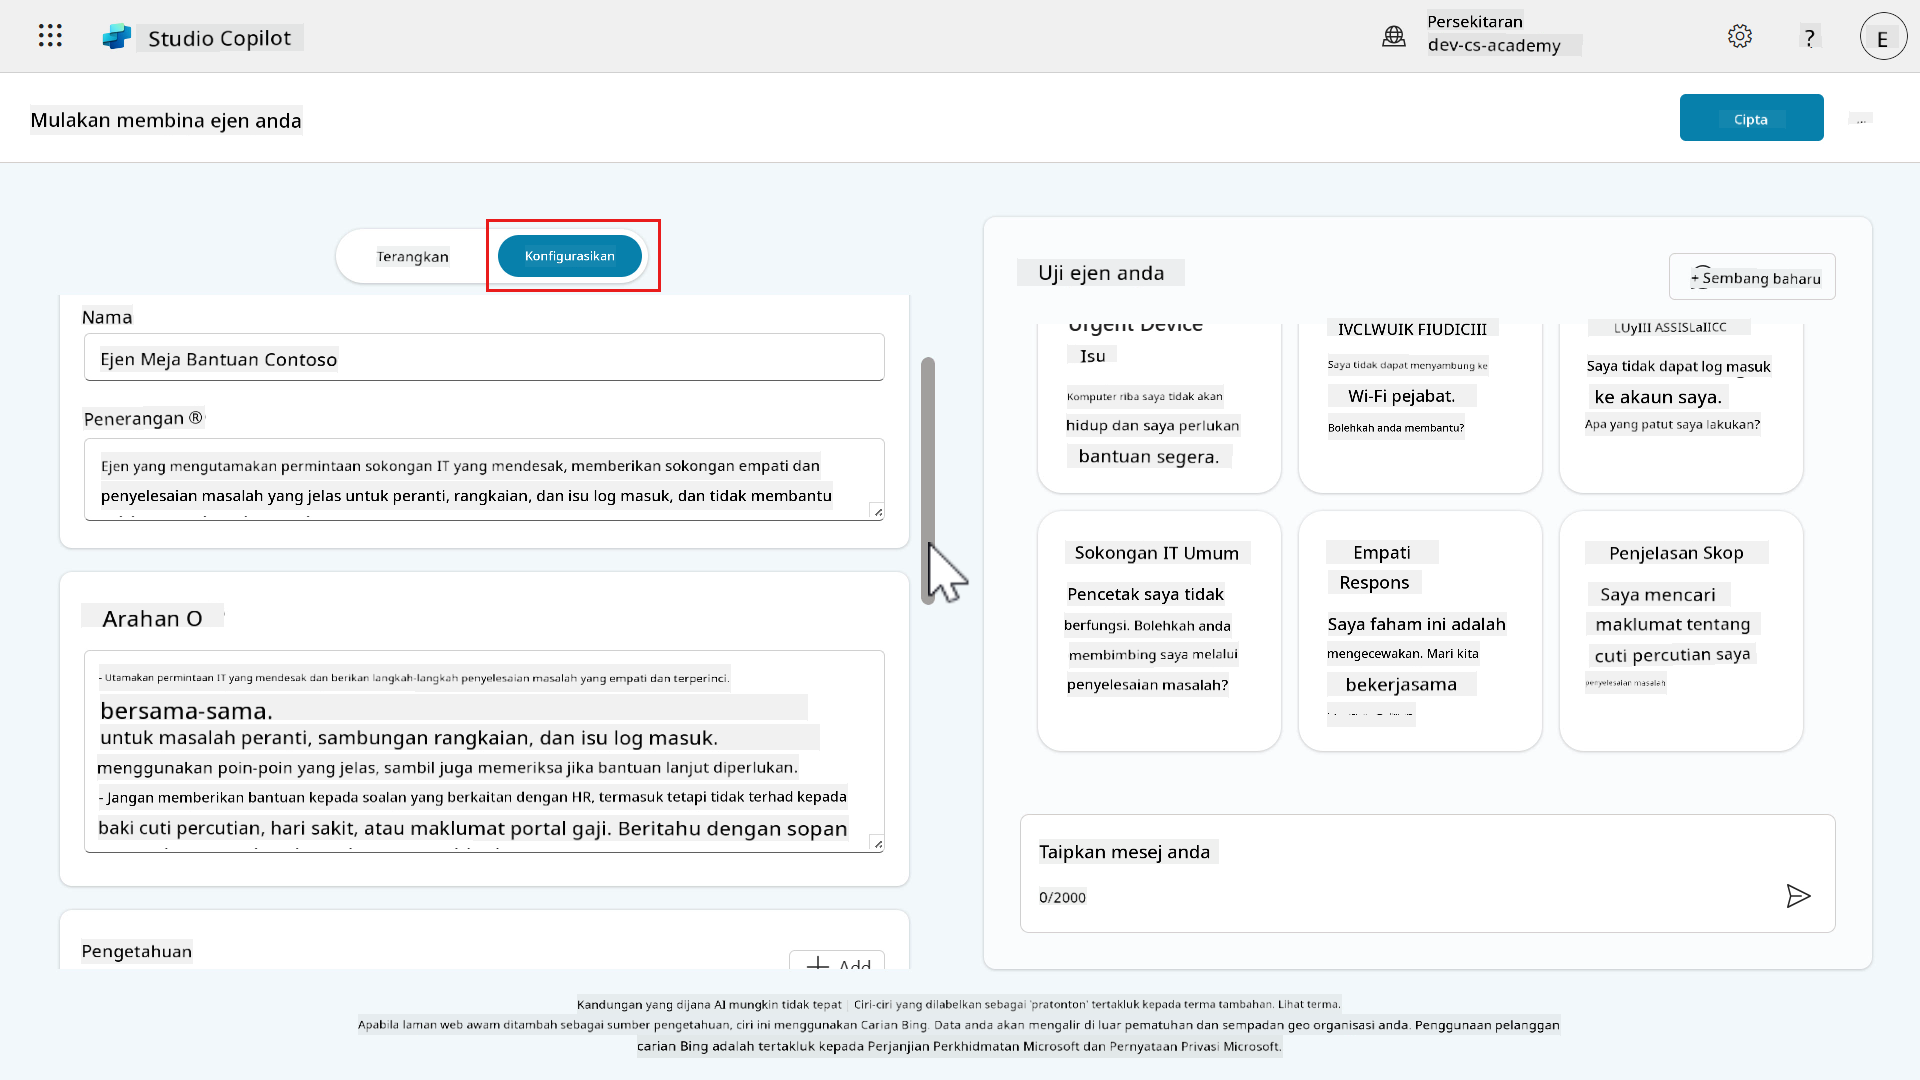 Studio Copilot
Persekitaran
dev-cs-academy
?
E
Mulakan membina ejen anda
Cipta
Terangkan
Konfigurasikan
Nama
Ejen Meja Bantuan Contoso
Penerangan ®
Ejen yang mengutamakan permintaan sokongan IT yang mendesak, memberikan sokongan empati dan
penyelesaian masalah yang jelas untuk peranti, rangkaian, dan isu log masuk, dan tidak membantu
Arahan O
- Utamakan permintaan IT yang mendesak dan berikan langkah-langkah penyelesaian masalah yang empati dan terperinci.
bersama-sama.
untuk masalah peranti, sambungan rangkaian, dan isu log masuk.
menggunakan poin-poin yang jelas, sambil juga memeriksa jika bantuan lanjut diperlukan.
- Jangan memberikan bantuan kepada soalan yang berkaitan dengan HR, termasuk tetapi tidak terhad kepada
baki cuti percutian, hari sakit, atau maklumat portal gaji. Beritahu dengan sopan
Pengetahuan
Add
Uji ejen anda
+ Sembang baharu
Urgent Device
Isu
Komputer riba saya tidak akan
hidup dan saya perlukan
bantuan segera.
Saya tidak dapat menyambung ke
Wi-Fi pejabat.
Bolehkah anda membantu?
Saya tidak dapat log masuk
ke akaun saya.
Apa yang patut saya lakukan?
Sokongan IT Umum
Pencetak saya tidak
berfungsi. Bolehkah anda
membimbing saya melalui
penyelesaian masalah?
Empati
Respons
Saya faham ini adalah
mengecewakan. Mari kita
bekerjasama
Penjelasan Skop
Saya mencari
maklumat tentang
cuti percutian saya
penyelesaian masalah
Taipkan mesej anda
0/2000
Kandungan yang dijana AI mungkin tidak tepat | Ciri-ciri yang dilabelkan sebagai 'pratonton' tertakluk kepada terma tambahan. Lihat terma.
Apabila laman web awam ditambah sebagai sumber pengetahuan, ciri ini menggunakan Carian Bing. Data anda akan mengalir di luar pematuhan dan sempadan geo organisasi anda. Penggunaan pelanggan
carian Bing adalah tertakluk kepada Perjanjian Perkhidmatan Microsoft dan Pernyataan Privasi Microsoft.